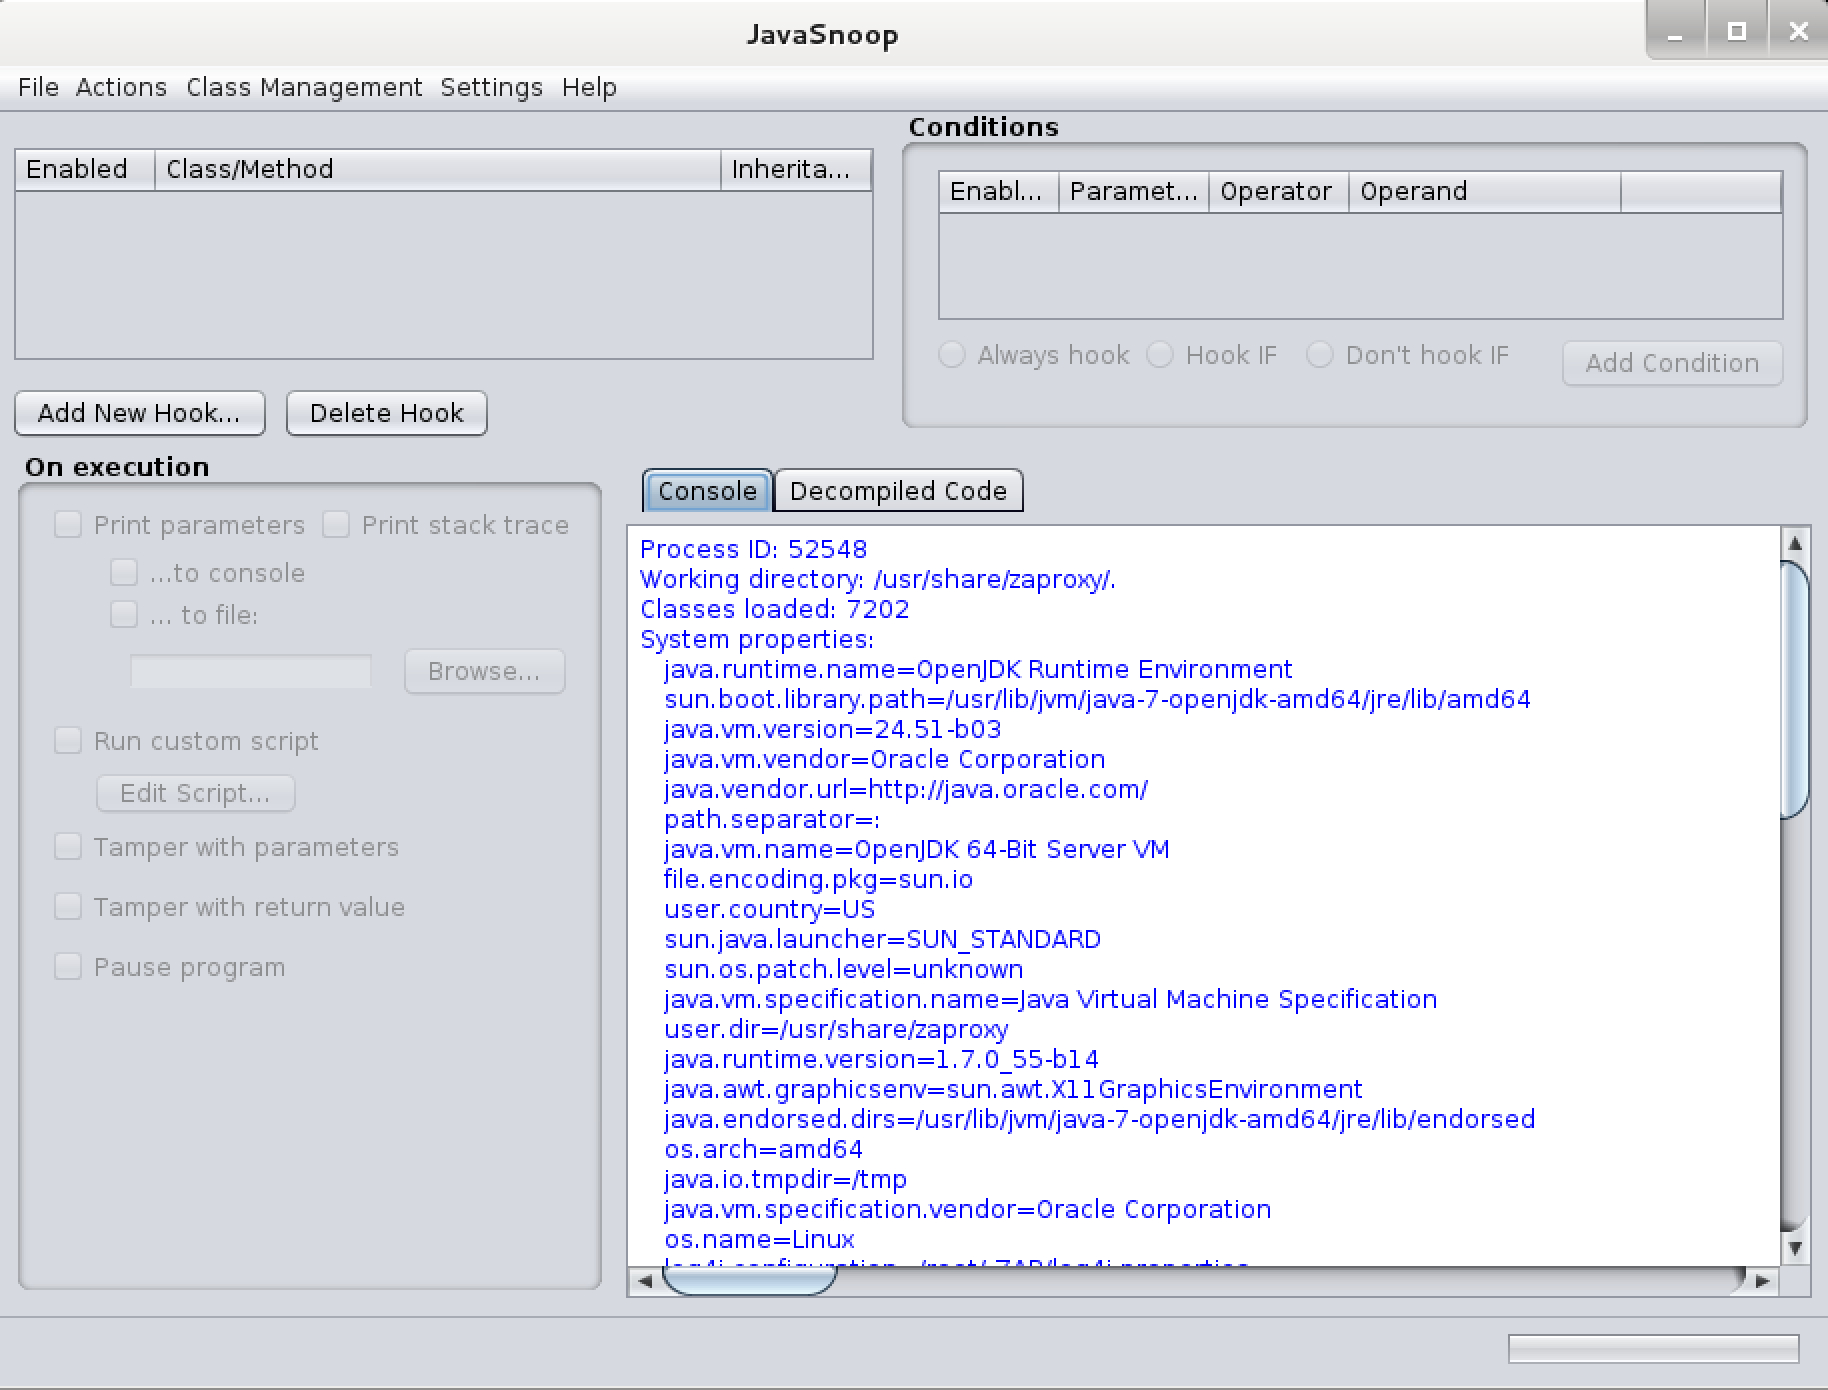 JavaSnoop
File Actions Class Management Settings Help
Enabled Class/Method Inherita...
Conditions
Enabl... Paramet... Operator Operand
Always hook Hook IF Don't hook IF Add Condition
Add New Hook... Delete Hook
On execution
Print parameters Print stack trace
...to console
... to file:
Browse...
Run custom script
Edit Script...
Tamper with parameters
Tamper with return value
Pause program
Console Decompiled Code
Process ID: 52548
Working directory: /usr/share/zaproxy/.
Classes loaded: 7202
System properties:
java.runtime.name=OpenJDK Runtime Environment
sun.boot.library.path=/usr/lib/jvm/java-7-openjdk-amd64/jre/lib/amd64
java.vm.version=24.51-b03
java.vm.vendor=Oracle Corporation
java.vendor.url=http://java.oracle.com/
path.separator=:
java.vm.name=OpenJDK 64-Bit Server VM
file.encoding.pkg=sun.io
user.country=US
sun.java.launcher=SUN_STANDARD
sun.os.patch.level=unknown
java.vm.specification.name=Java Virtual Machine Specification
user.dir=/usr/share/zaproxy
java.runtime.version=1.7.0_55-b14
java.awt.graphicsenv=sun.awt.X11GraphicsEnvironment
java.endorsed.dirs=/usr/lib/jvm/java-7-openjdk-amd64/jre/lib/endorsed
os.arch=amd64
java.io.tmpdir=/tmp
java.vm.specification.vendor=Oracle Corporation
os.name=Linux